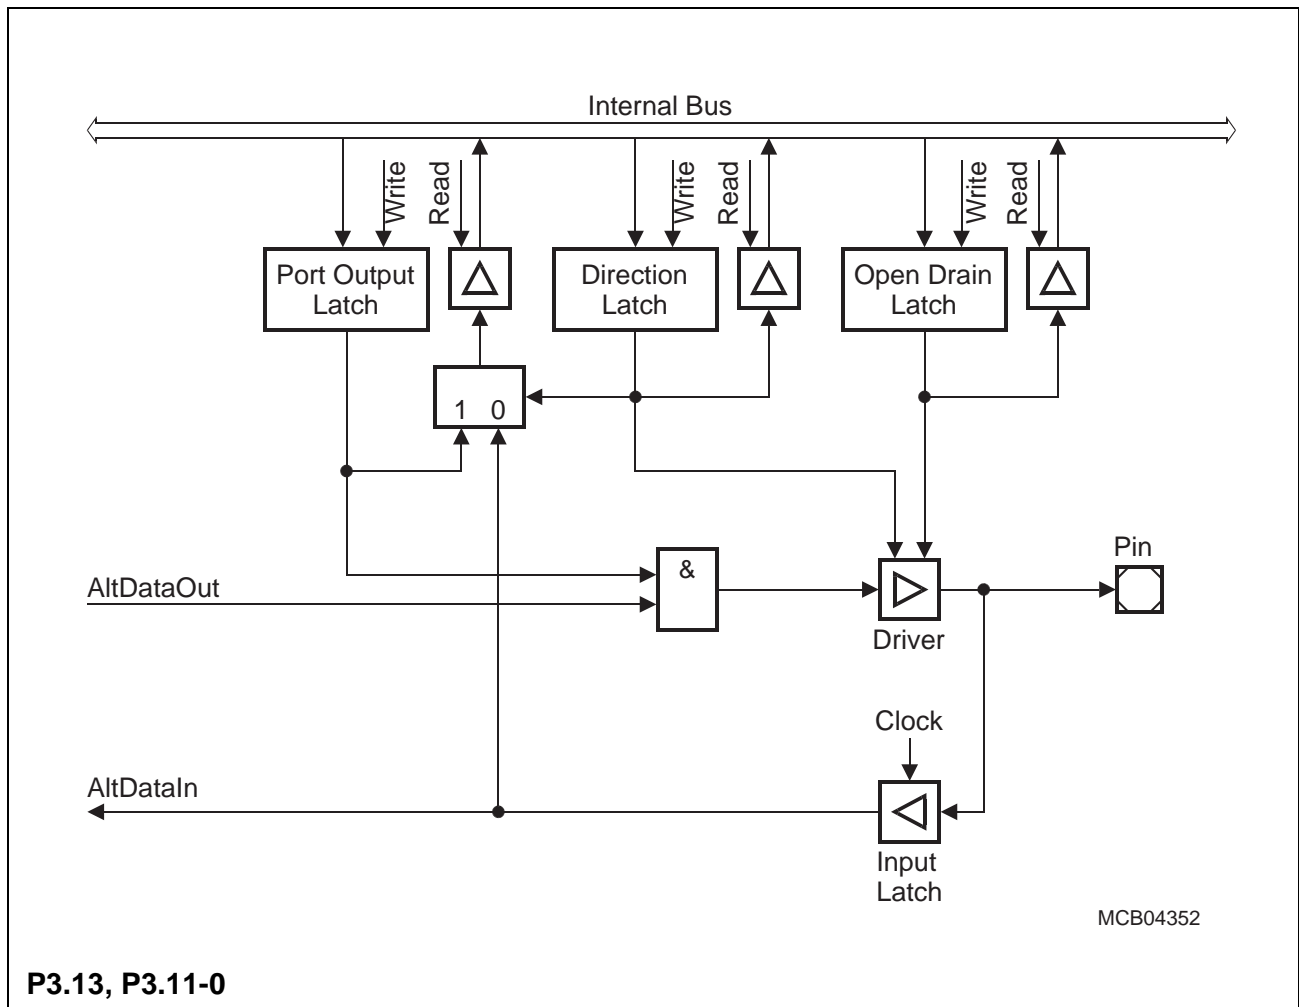 Internal Bus
Write
Read
Write
Read
Write
Read
Port Output
Latch
Direction
Latch
Open Drain
Latch
1 0
AltDataOut
&
Pin
Driver
Clock
AltDataIn
Input
Latch
MCB04352
P3.13, P3.11-0